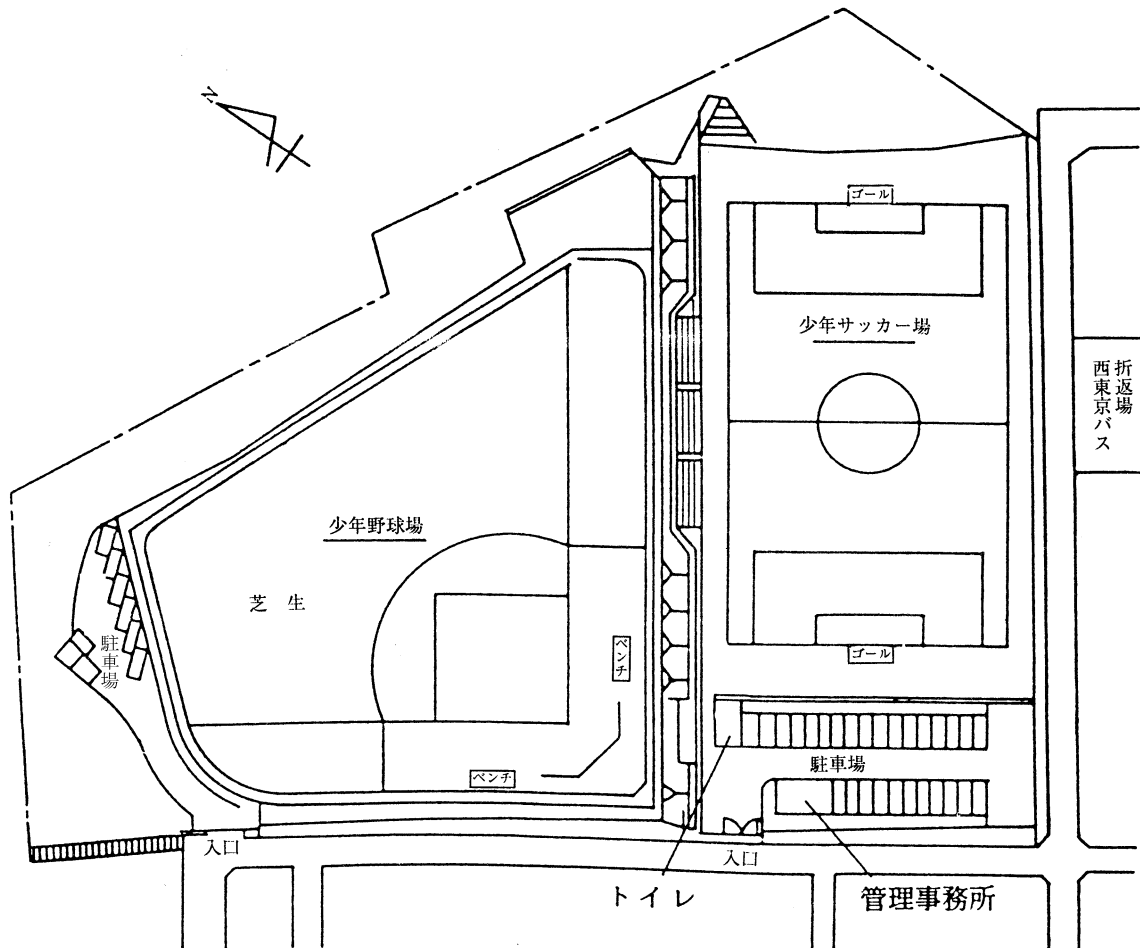 N
ゴール
少年サッカー場
折返場
西東京バス
少年野球場
芝 生
駐車場
ベンチ
ベンチ
ゴール
駐車場
入口
入口
トイレ
管理事務所